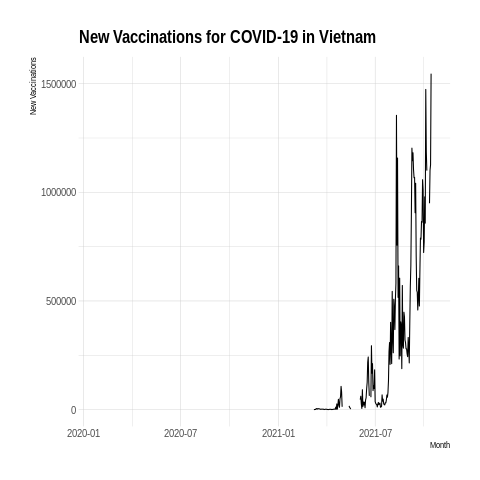 New Vaccinations for COVID-19 in Vietnam
New Vaccinations
1500000
1000000
500000
0
2020-01 2020-07 2021-01 2021-07
Month